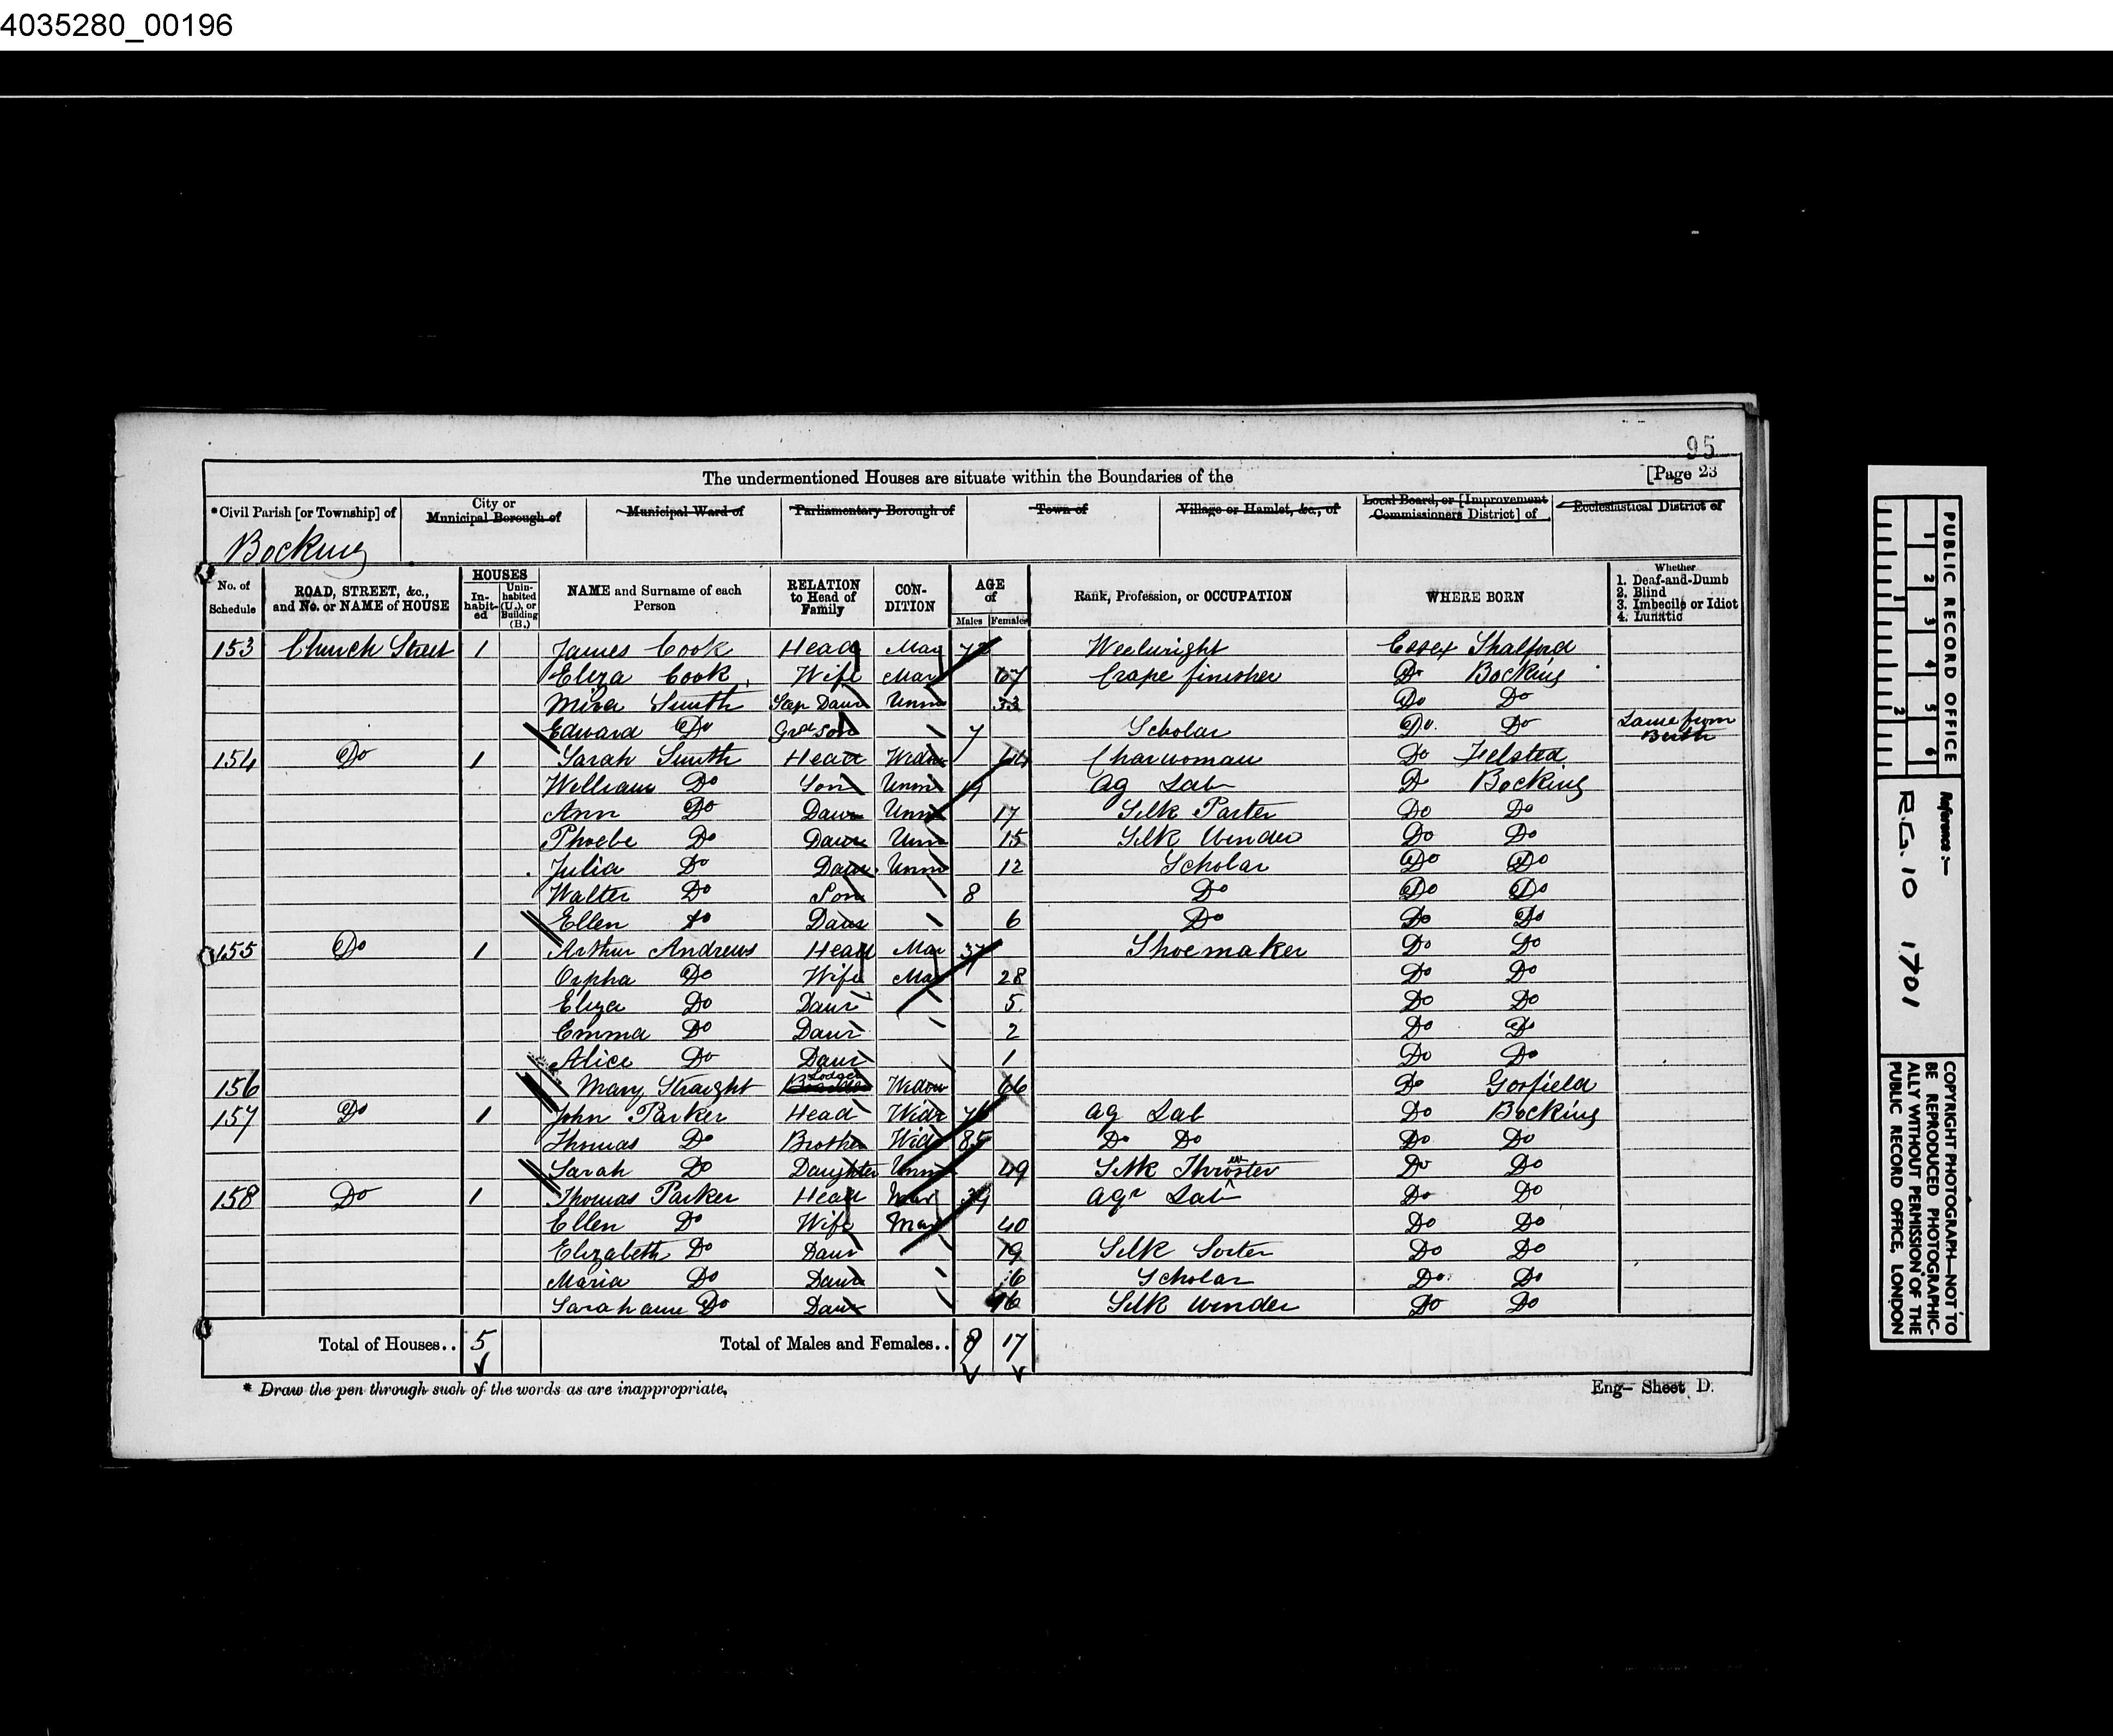 4035280_00196
95
The undermentioned Houses are situate within the Boundaries of the [Page 23
*Civil Parish [or Township] of City or Municipal Borough of Municipal Ward of Parliamentary Borough of Town of Village or Hamlet, &c., of Local Board, or [Improvement Commissioners District] of Ecclesiastical District of
Bocking
No. of Schedule ROAD, STREET, &c., and No. or NAME of HOUSE HOUSES In-habit-ed Unin-habited (U.), or Building (B.) NAME and Surname of each Person RELATION to Head of Family CON-DITION AGE of Males Females Rank, Profession, or OCCUPATION WHERE BORN Whether 1. Deaf-and-Dumb 2. Blind 3. Imbecile or Idiot 4. Lunatic
153 Church Street 1 James Cook Head Mar 72 Weelwright Essex Shalford
Eliza Cook Wife Mar 67 Crape finisher Do Bocking
Smith Step Daur Unm 33 Do Do
Edward Do Grd son 7 Scholar Do Do Lame from Birth
154 Do 1 Sarah Smith Head Widow Charwoman Do Felsted
William Do Son Unm 19 Ag Lab Do Bocking
Ann Do Daur Unm 17 Silk Parter Do Do
Phoebe Do Daur Unm 15 Silk Winder Do Do
Julia Do Daur Unm 12 Scholar Do Do
Walter Do Son 8 Do Do Do
Ellen Do Daur 6 Do Do Do
155 Do 1 Arthur Andrews Head Mar 37 Shoemaker Do Do
Orpha Do Wife Mar 28 Do Do
Eliza Do Daur 5 Do Do
Emma Do Daur 2 Do Do
Alice Do Daur 1 Do Do
156 Mary Straight Lodger Widow 66 Do Gosfield
157 Do 1 John Parker Head Widr 76 Ag Lab Do Bocking
Thomas Do Brother Widr 85 Do Do Do Do
Sarah Do Daughter Unm 49 Silk Throwster Do Do
158 Do 1 Thomas Parker Head Mar 39 Agr Lab Do Do
Ellen Do Wife Mar 40 Do Do
Elizabeth Do Daur 19 Silk Sorter Do Do
Maria Do Daur 6 Scholar Do Do
Sarah ann Do Daur 16 Silk winder Do Do
Total of Houses.. 5 Total of Males and Females.. 8 17
* Draw the pen through such of the words as are inappropriate.
Eng— Sheet D.
PUBLIC RECORD OFFICE
1 2 3 4 5 6
1 2
Reference :—
R.G. 10 1701
COPYRIGHT PHOTOGRAPH—NOT TO
BE REPRODUCED PHOTOGRAPHIC-
ALLY WITHOUT PERMISSION OF THE
PUBLIC RECORD OFFICE, LONDON